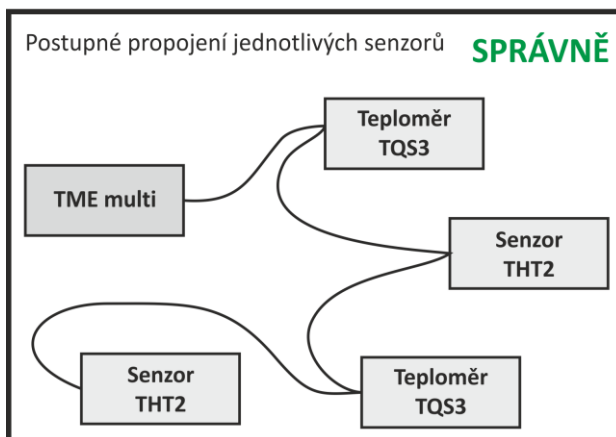 Postupné propojení jednotlivých senzorů SPRÁVNĚ
Teploměr
TQS3
TME multi
Senzor
THT2
Senzor
THT2
Teploměr
TQS3